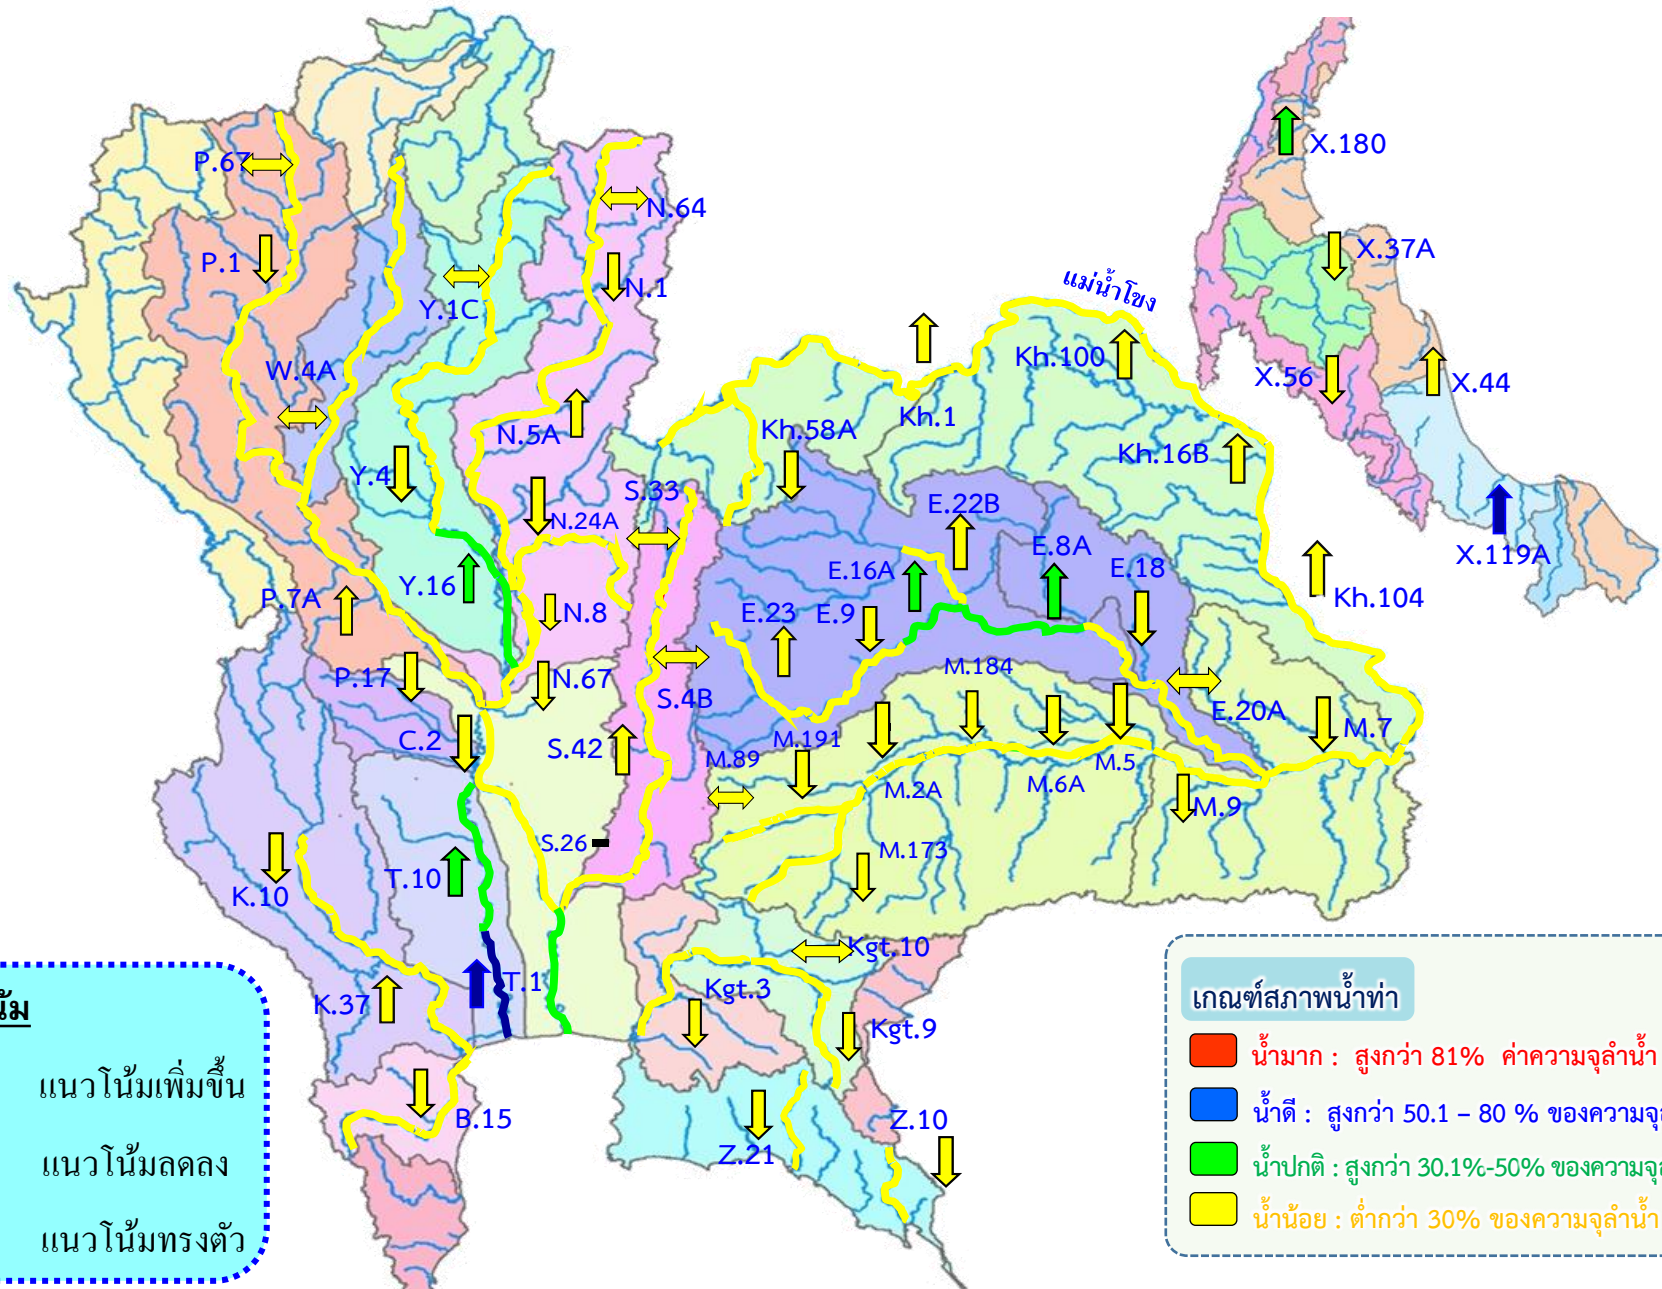 X.180
P.67
N.64
X.37A
P.1
N.1
แม่น้ำโขง
Y.1C
Kh.100
W.4A
X.56
X.44
Kh.1
Kh.58A
N.5A
Kh.16B
Y.4
S.33
E.22B
N.24A
E.8A
X.119A
E.16A
E.18
Y.16
P.7A
Kh.104
N.8
E.23
E.9
M.184
P.17
N.67
S.4B
E.20A
M.7
C.2
S.42
M.89
M.191
M.5
M.2A
M.6A
M.9
S.26
M.173
T.10
K.10
Kgt.10
T.1
Kgt.3
K.37
Kgt.9
B.15
Z.10
Z.21
แนวโน้มเพิ่มขึ้น
แนวโน้มลดลง
แนวโน้มทรงตัว
เกณฑ์สภาพน้ำท่า
น้ำมาก : สูงกว่า 81% ค่าความจุลำน้ำ
น้ำดี : สูงกว่า 50.1 – 80 % ของความจุ
น้ำปกติ : สูงกว่า 30.1%-50% ของความจุ
น้ำน้อย : ต่ำกว่า 30% ของความจุลำน้ำ